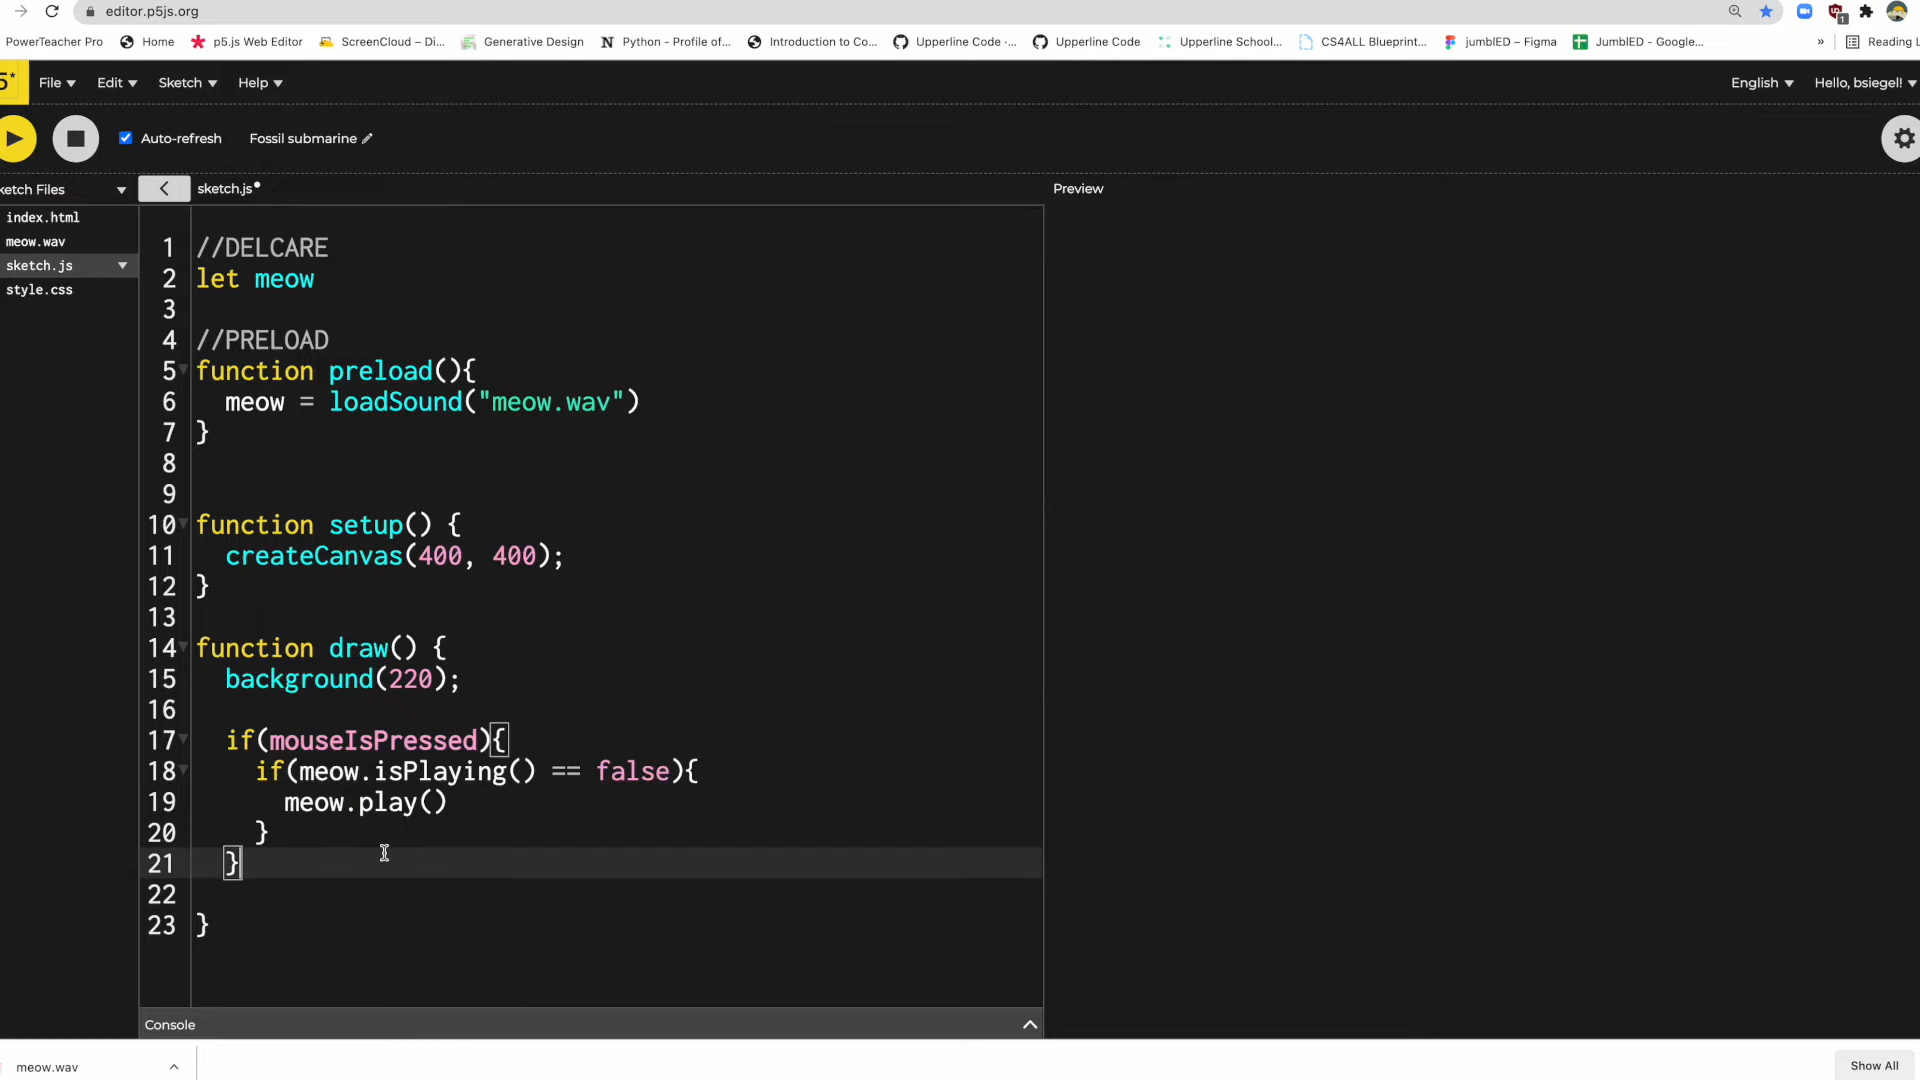 editor.p5js.org
PowerTeacher Pro Home p5.js Web Editor ScreenCloud – Di... Generative Design Python - Profile of... Introduction to Co... Upperline Code -... Upperline Code Upperline School... CS4ALL Blueprint... jumblED – Figma JumblED - Google... » Reading L
5* File Edit Sketch Help English Hello, bsiegel!
Auto-refresh Fossil submarine
ketch Files sketch.js Preview
index.html
meow.wav
sketch.js
style.css
1 //DELCARE
2 let meow
3
4 //PRELOAD
5 function preload(){
6 meow = loadSound("meow.wav")
7 }
8
9
10 function setup() {
11 createCanvas(400, 400);
12 }
13
14 function draw() {
15 background(220);
16
17 if(mouseIsPressed){
18 if(meow.isPlaying() == false){
19 meow.play()
20 }
21 }
22
23 }
Console
meow.wav Show All